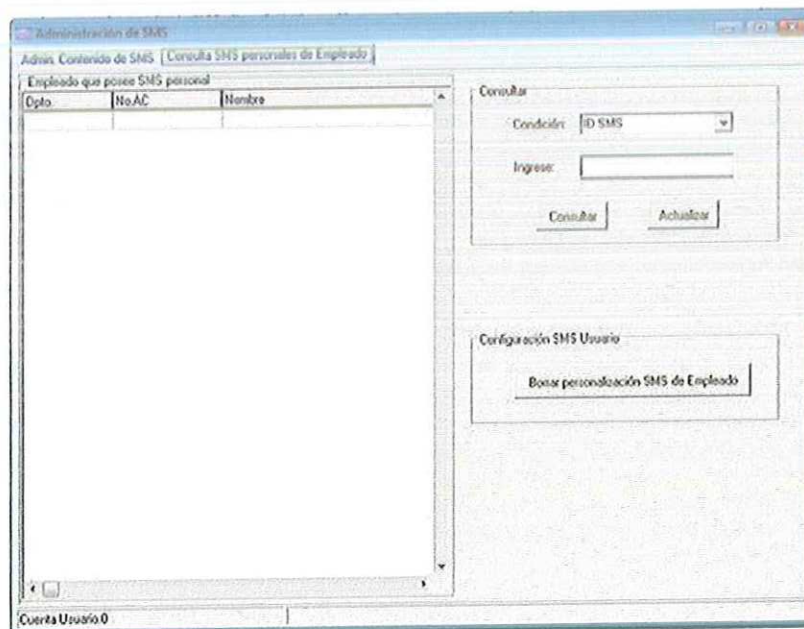 Administración de SMS
Admin. Contenido de SMS Consulta SMS personales de Empleado
Empleado que posee SMS personal
Dpto. No.AC Nombre
Consultar
Condición: ID SMS
Ingrese:
Consultar Actualizar
Configuración SMS Usuario
Borrar personalización SMS de Empleado
Cuenta Usuario:0